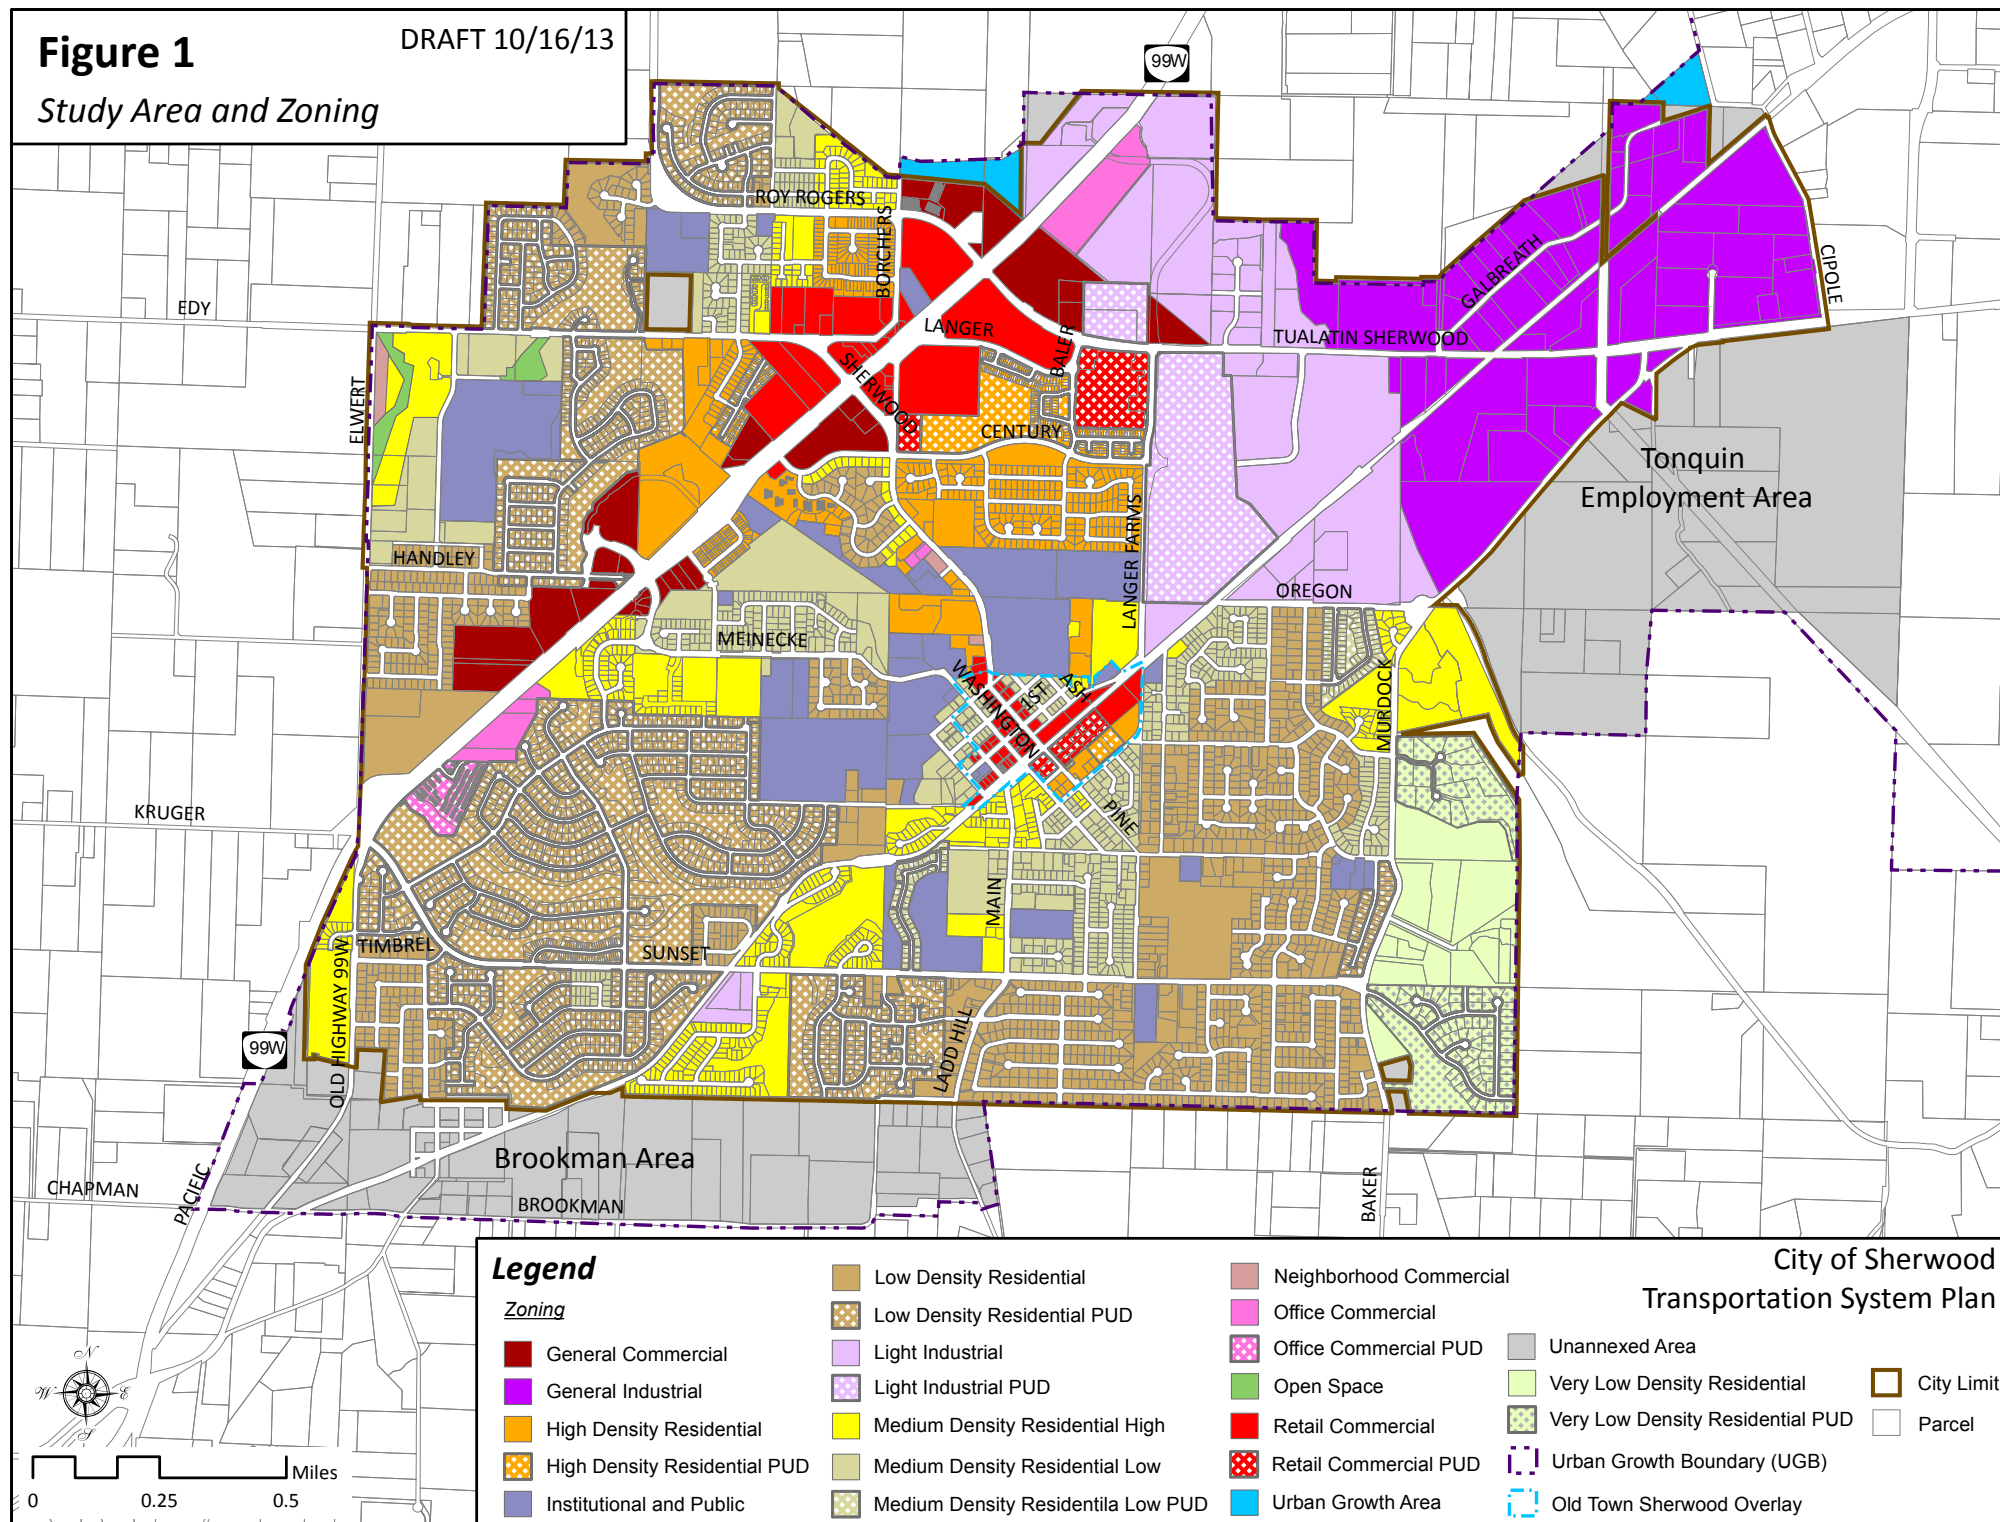 Figure 1
DRAFT 10/16/13
Study Area and Zoning
99W
ROY ROGERS
BORCHERS
EDY
LANGER
BALER
SHERWOOD
GALBREATH
CIPOLE
TUALATIN SHERWOOD
ELWERT
CENTURY
Tonquin
Employment Area
HANDLEY
LANGER FARMS
OREGON
MEINECKE
WASHINGTON
1ST
ASH
MURDOCK
KRUGER
PINE
MAIN
TIMBREL
SUNSET
OLD HIGHWAY 99W
99W
LADD HILL
Brookman Area
BROOKMAN
CHAPMAN
PACIFIC
BAKER
Legend
Zoning
General Commercial
General Industrial
High Density Residential
High Density Residential PUD
Institutional and Public
Low Density Residential
Low Density Residential PUD
Light Industrial
Light Industrial PUD
Medium Density Residential High
Medium Density Residential Low
Medium Density Residentila Low PUD
Neighborhood Commercial
Office Commercial
Office Commercial PUD
Open Space
Retail Commercial
Retail Commercial PUD
Urban Growth Area
City of Sherwood
Transportation System Plan
Unannexed Area
Very Low Density Residential
Very Low Density Residential PUD
Urban Growth Boundary (UGB)
Old Town Sherwood Overlay
City Limit
Parcel
N
W
E
S
Miles
0
0.25
0.5